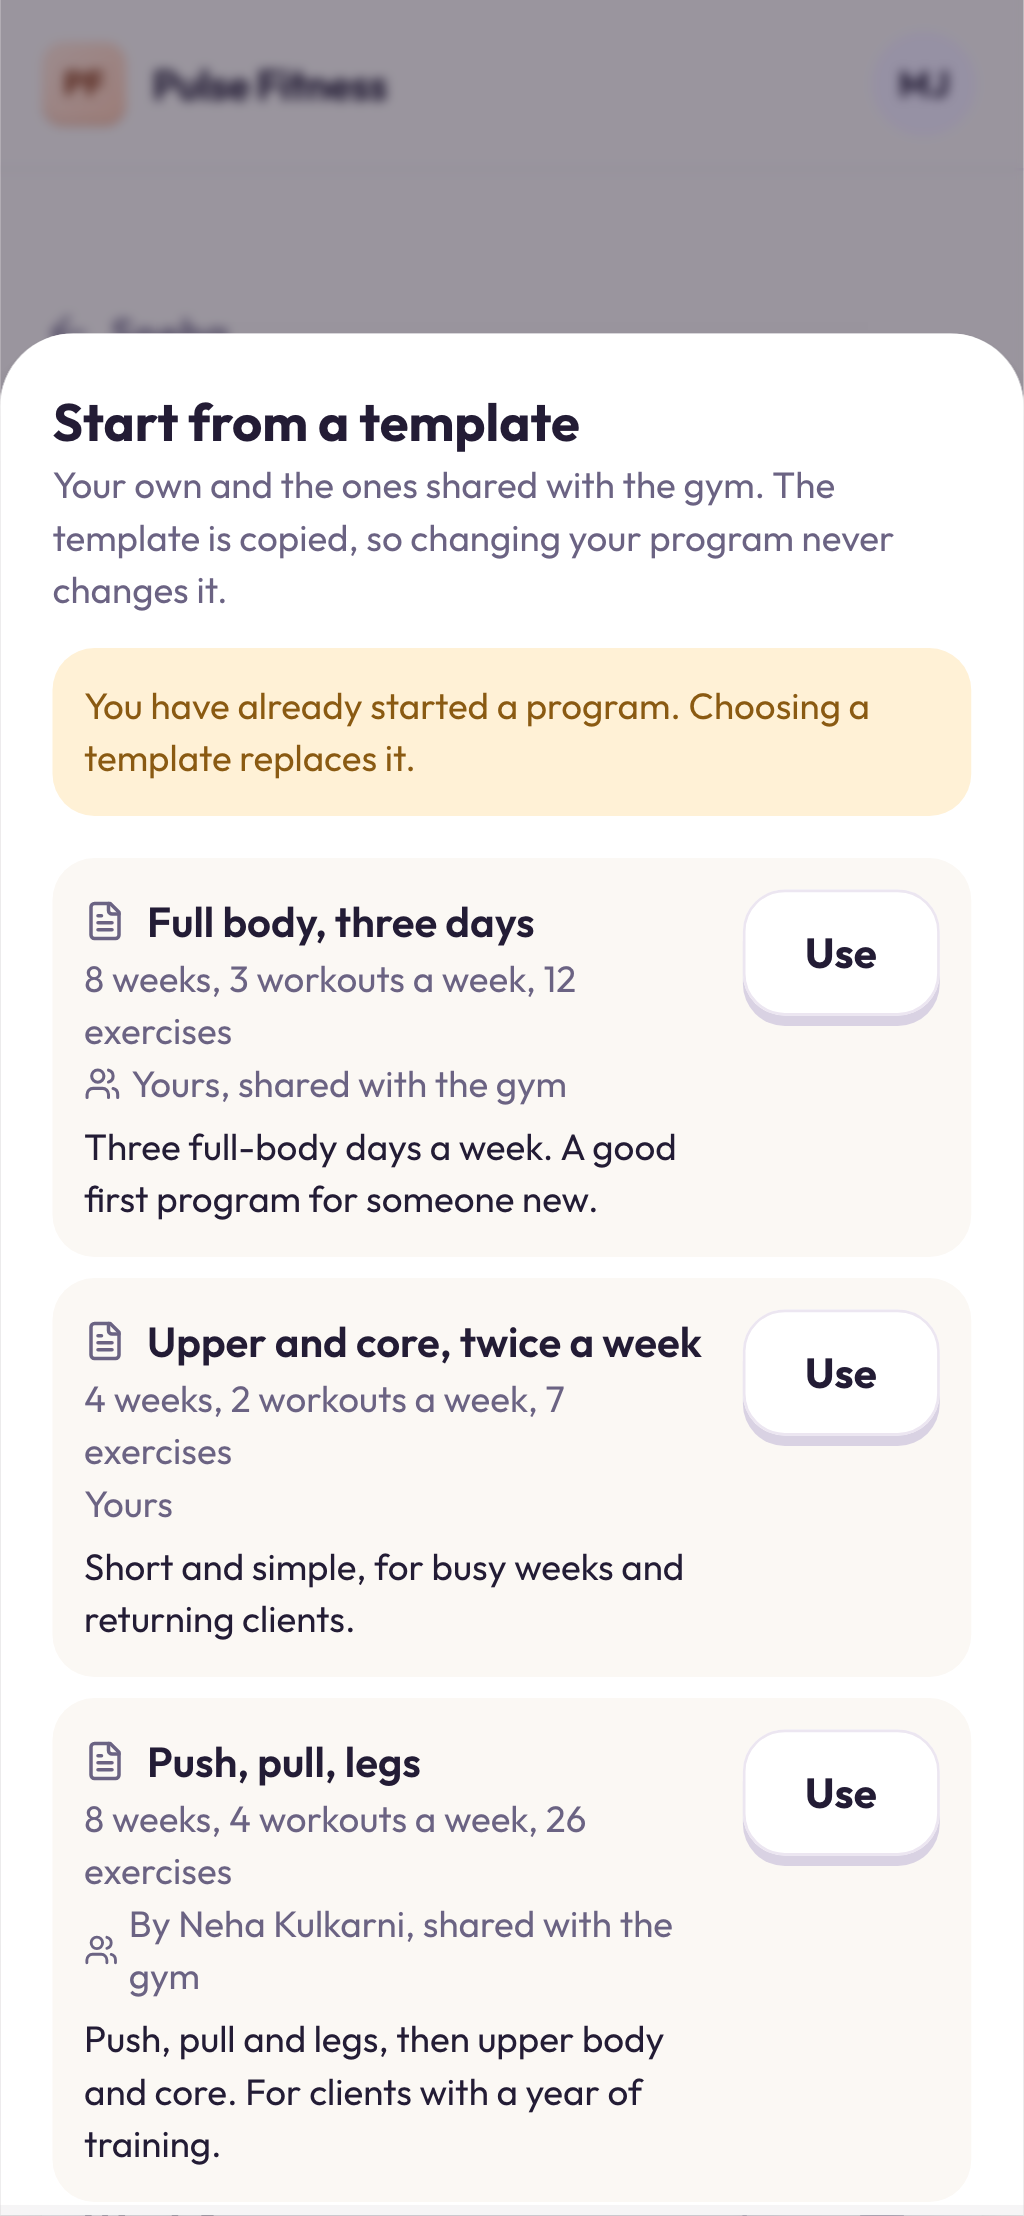 PF
Pulse Fitness
MJ
Start from a template
Your own and the ones shared with the gym. The
template is copied, so changing your program never
changes it.
You have already started a program. Choosing a
template replaces it.
Full body, three days
Use
8 weeks, 3 workouts a week, 12
exercises
Yours, shared with the gym
Three full-body days a week. A good
first program for someone new.
Upper and core, twice a week
Use
4 weeks, 2 workouts a week, 7
exercises
Yours
Short and simple, for busy weeks and
returning clients.
Push, pull, legs
Use
8 weeks, 4 workouts a week, 26
exercises
By Neha Kulkarni, shared with the
gym
Push, pull and legs, then upper body
and core. For clients with a year of
training.